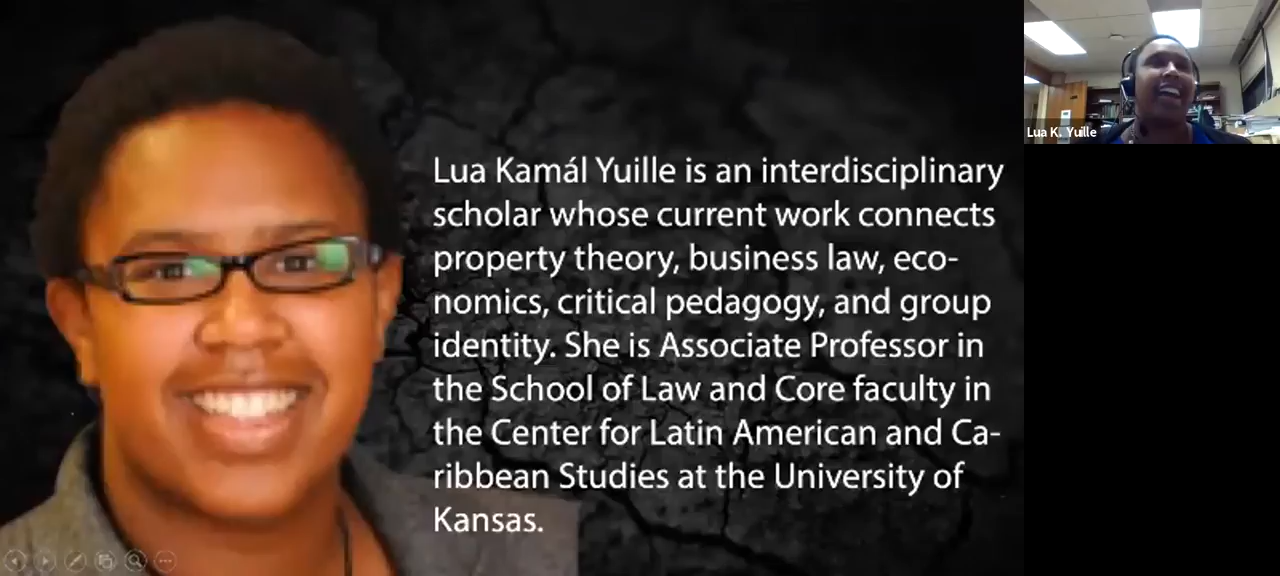 Lua Kamál Yuille is an interdisciplinary
scholar whose current work connects
property theory, business law, eco-
nomics, critical pedagogy, and group
identity. She is Associate Professor in
the School of Law and Core faculty in
the Center for Latin American and Ca-
ribbean Studies at the University of
Kansas.
Lua K. Yuille